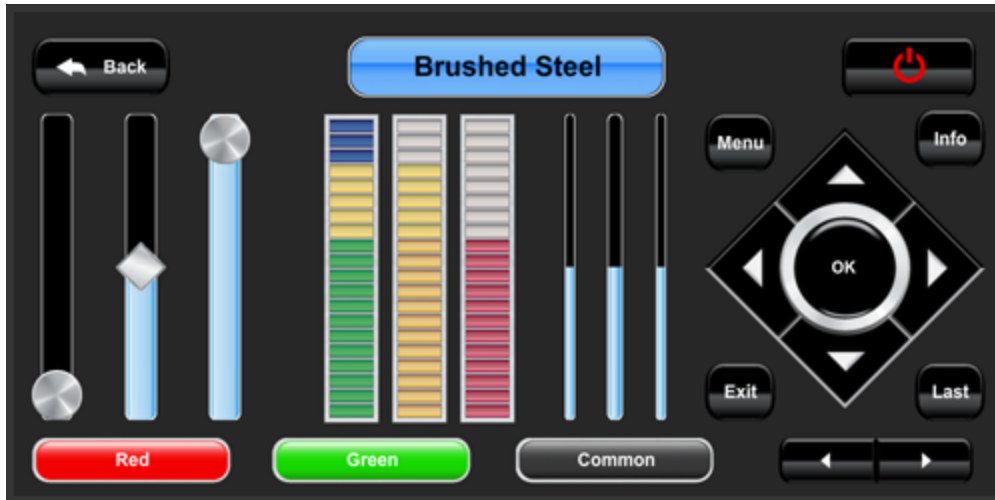 Back
Brushed Steel
Menu
Info
OK
Exit
Last
Red
Green
Common